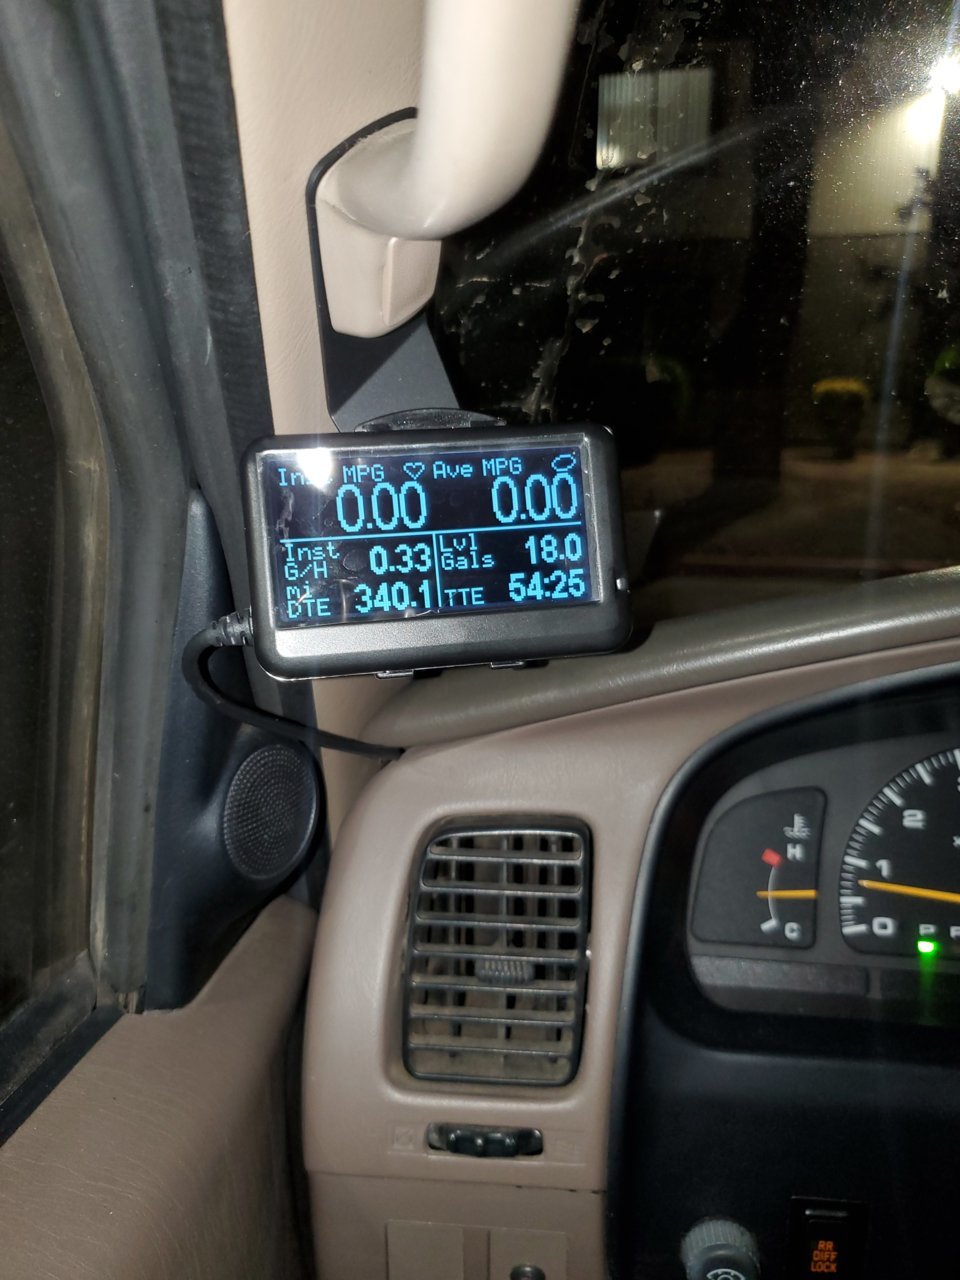 MPG Ave MPG
0.00 0.00
Inst G/H 0.33 Lvl Gals 18.0
mi DTE 340.1 TTE 54:25
H
C
2
1
0
P
RR
DIFF
LOCK